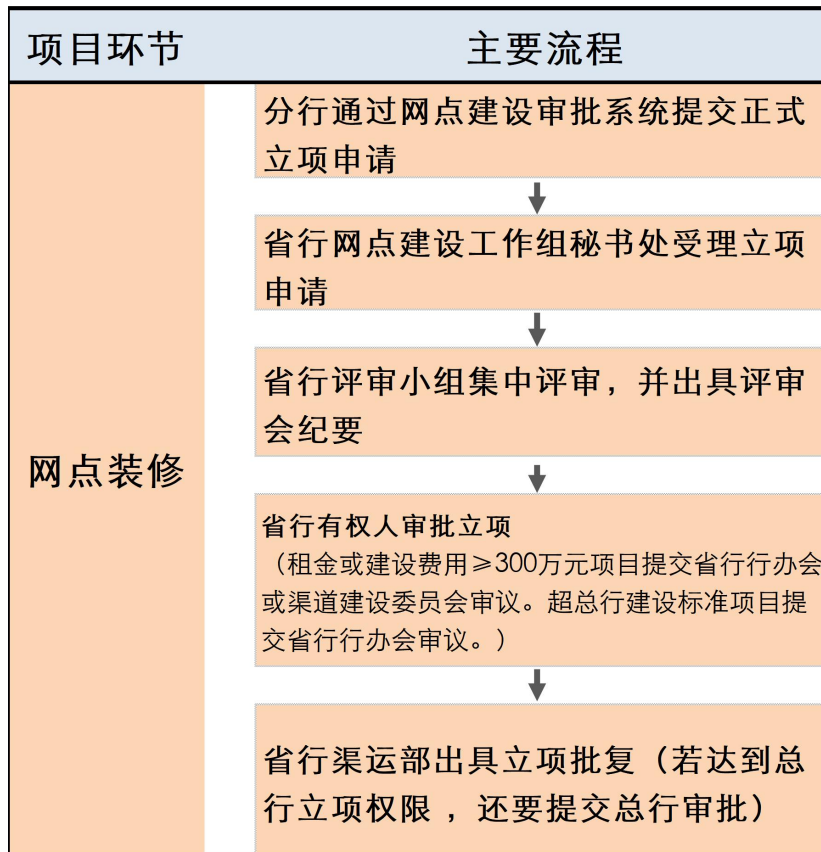 项目环节 主要流程
分行通过网点建设审批系统提交正式
立项申请
省行网点建设工作组秘书处受理立项
申请
省行评审小组集中评审，并出具评审
会纪要
网点装修
省行有权人审批立项
（租金或建设费用≥300万元项目提交省行行办会
或渠道建设委员会审议。超总行建设标准项目提
交省行行办会审议。）
省行渠运部出具立项批复（若达到总
行立项权限 ，还要提交总行审批）